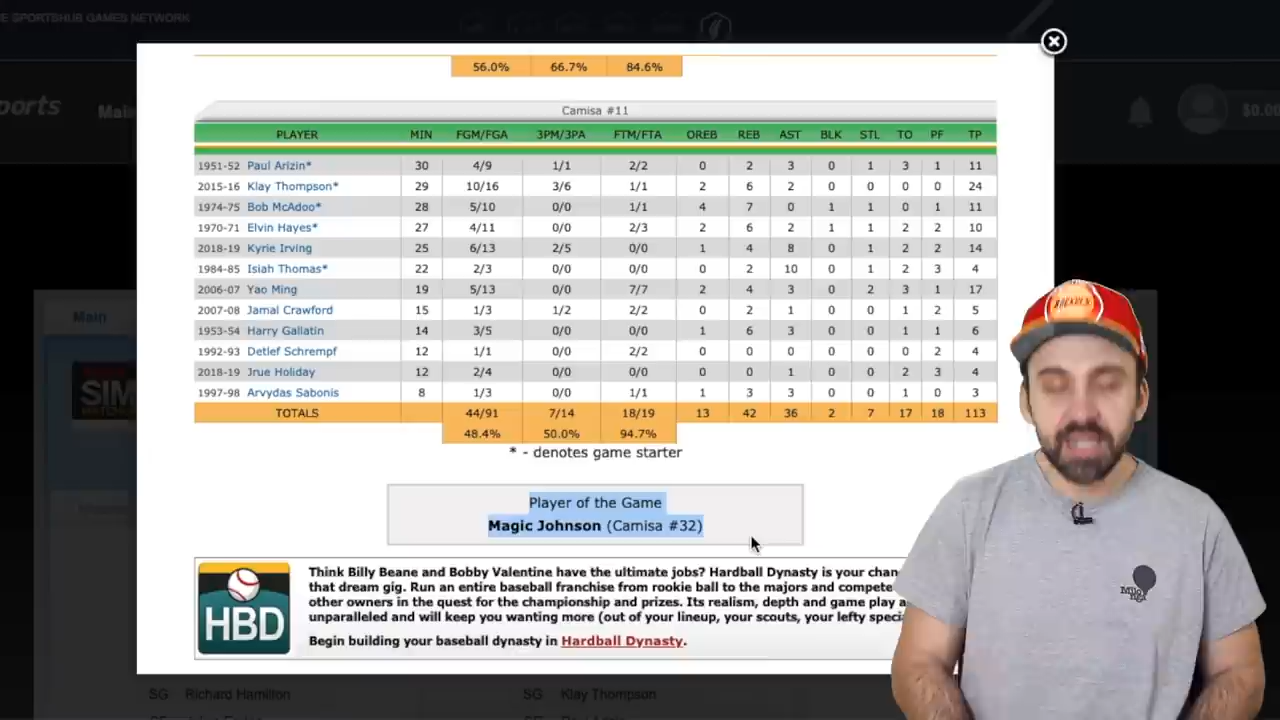 E SPORTSHUB GAMES NETWORK
ports Main $0.00
56.0% 66.7% 84.6%
Camisa #11
PLAYER MIN FGM/FGA 3PM/3PA FTM/FTA OREB REB AST BLK STL TO PF TP
1951-52 Paul Arizin* 30 4/9 1/1 2/2 0 2 3 0 1 3 1 11
2015-16 Klay Thompson* 29 10/16 3/6 1/1 2 6 2 0 0 0 0 24
1974-75 Bob McAdoo* 28 5/10 0/0 1/1 4 7 0 1 1 0 1 11
1970-71 Elvin Hayes* 27 4/11 0/0 2/3 2 6 2 1 1 2 2 10
2018-19 Kyrie Irving 25 6/13 2/5 0/0 1 4 8 0 1 2 2 14
1984-85 Isiah Thomas* 22 2/3 0/0 0/0 0 2 10 0 1 2 3 4
2006-07 Yao Ming 19 5/13 0/0 7/7 2 4 3 0 2 3 1 17
2007-08 Jamal Crawford 15 1/3 1/2 2/2 0 2 1 0 0 1 2 5
1953-54 Harry Gallatin 14 3/5 0/0 0/0 1 6 3 0 0 1 1 6
1992-93 Detlef Schrempf 12 1/1 0/0 2/2 0 0 0 0 0 0 2 4
2018-19 Jrue Holiday 12 2/4 0/0 0/0 0 0 1 0 0 2 3 4
1997-98 Arvydas Sabonis 8 1/3 0/0 1/1 1 3 3 0 0 1 0 3
TOTALS 44/91 7/14 18/19 13 42 36 2 7 17 18 113
48.4% 50.0% 94.7%
* - denotes game starter
Player of the Game
Magic Johnson (Camisa #32)
Main
SIM
HBD
Think Billy Beane and Bobby Valentine have the ultimate jobs? Hardball Dynasty is your chan
that dream gig. Run an entire baseball franchise from rookie ball to the majors and compete
other owners in the quest for the championship and prizes. Its realism, depth and game play a
unparalleled and will keep you wanting more (out of your lineup, your scouts, your lefty speci
Begin building your baseball dynasty in Hardball Dynasty.
SG Richard Hamilton SG Klay Thompson